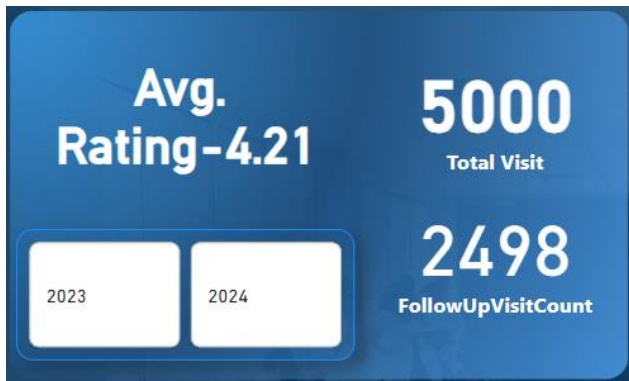 Avg.
Rating-4.21
5000
Total Visit
2023
2024
2498
FollowUpVisitCount